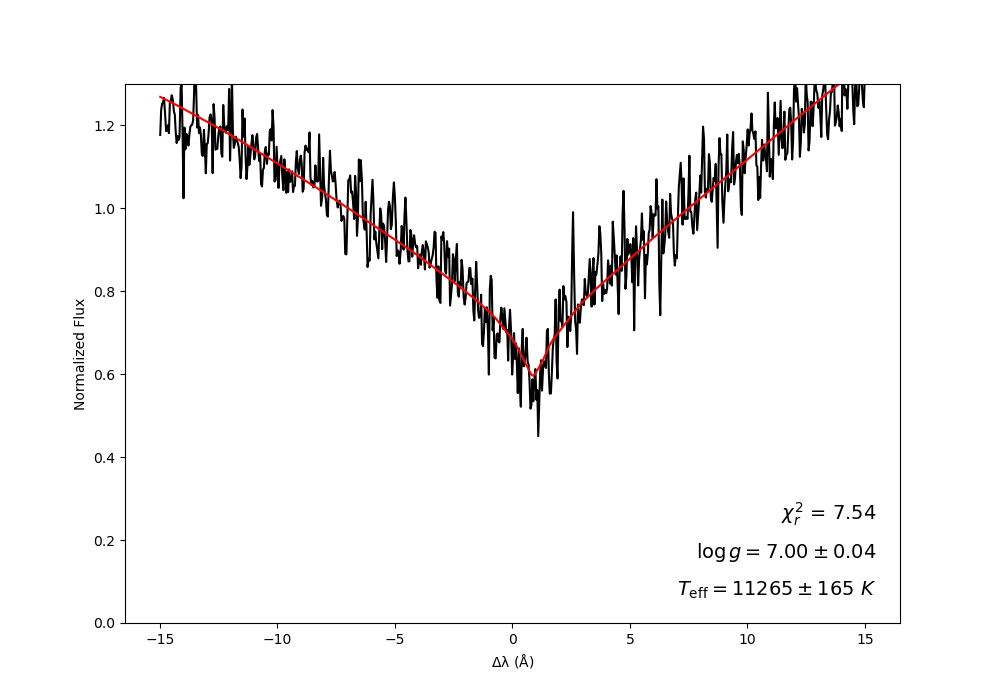 1.2
1.0
0.8
0.6
0.4
0.2
0.0
Normalized Flux
χ²ᵣ = 7.54
log g = 7.00 ± 0.04
T_eff = 11265 ± 165 K
−15 −10 −5 0 5 10 15
Δλ (Å)